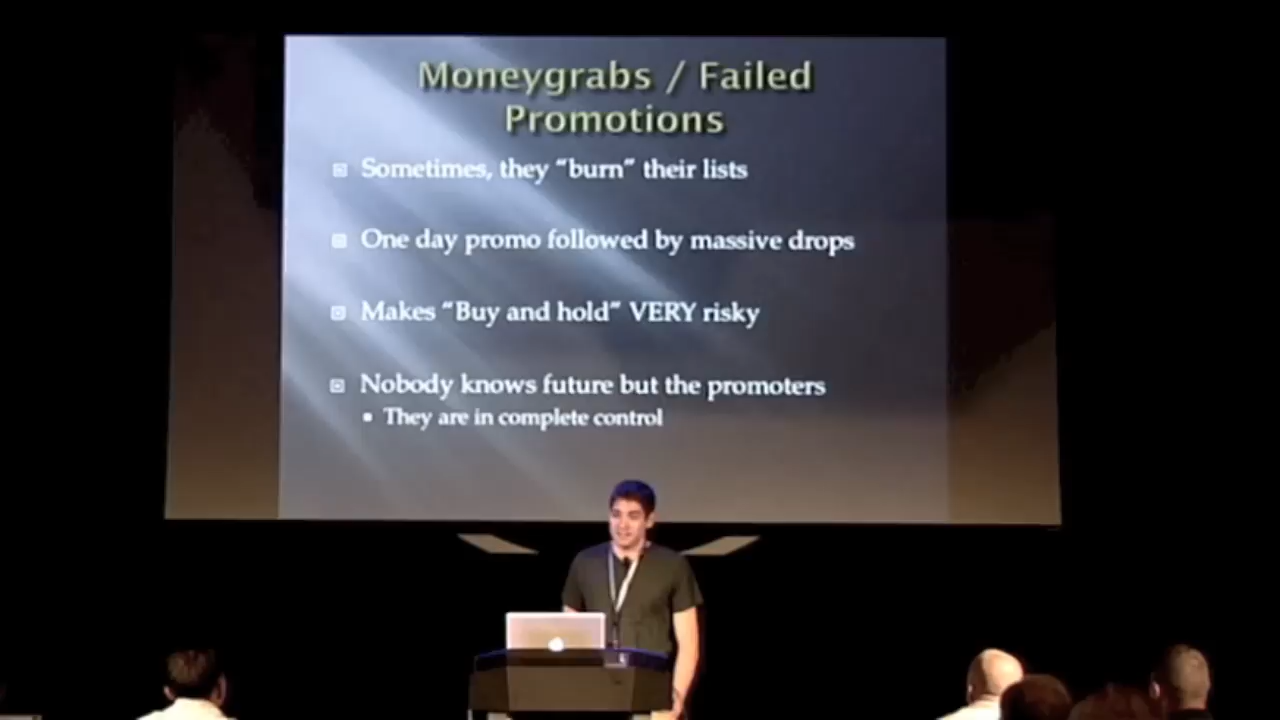 Moneygrabs / Failed
Promotions
Sometimes, they “burn” their lists
One day promo followed by massive drops
Makes “Buy and hold” VERY risky
Nobody knows future but the promoters
They are in complete control